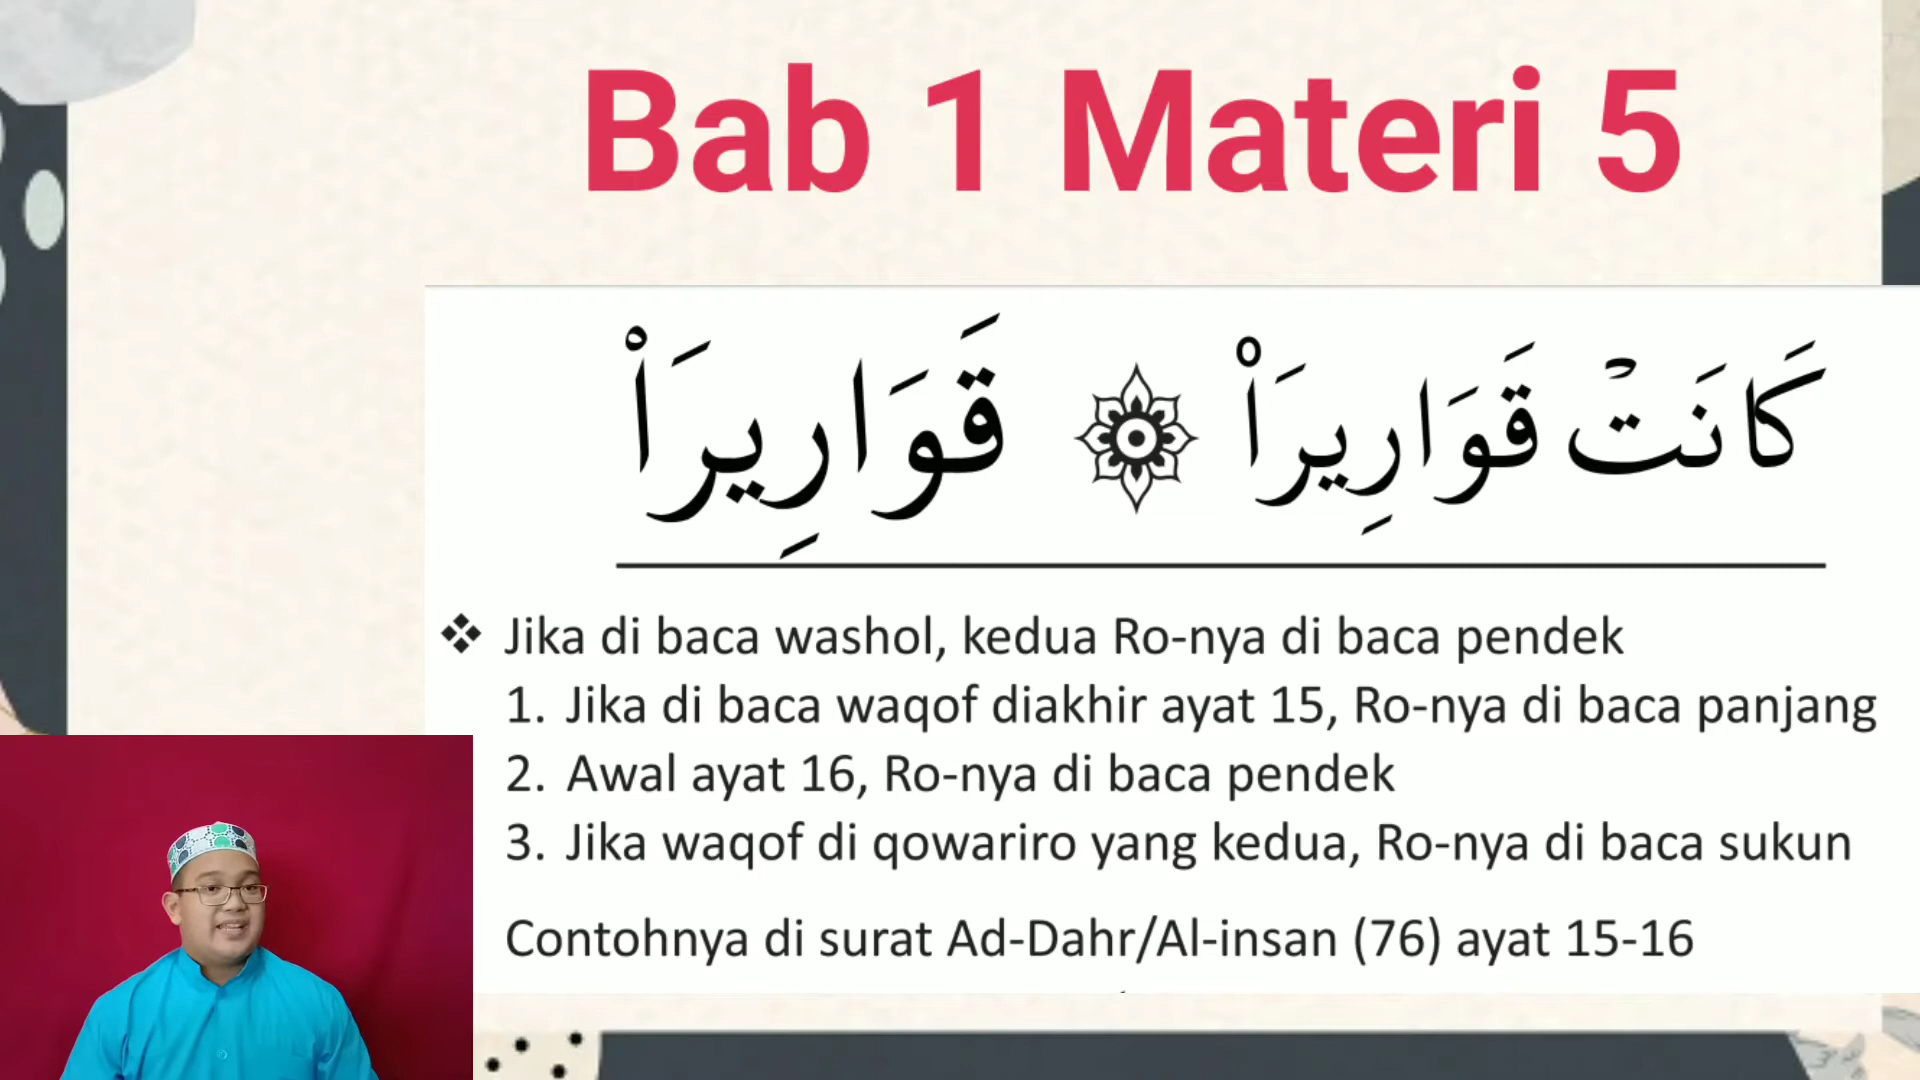 Bab 1 Materi 5
كَانَتْ قَوَارِيرَا۠ ۝ قَوَارِيرَا۟
❖ Jika di baca washol, kedua Ro-nya di baca pendek
1. Jika di baca waqof diakhir ayat 15, Ro-nya di baca panjang
2. Awal ayat 16, Ro-nya di baca pendek
3. Jika waqof di qowariro yang kedua, Ro-nya di baca sukun
Contohnya di surat Ad-Dahr/Al-insan (76) ayat 15-16